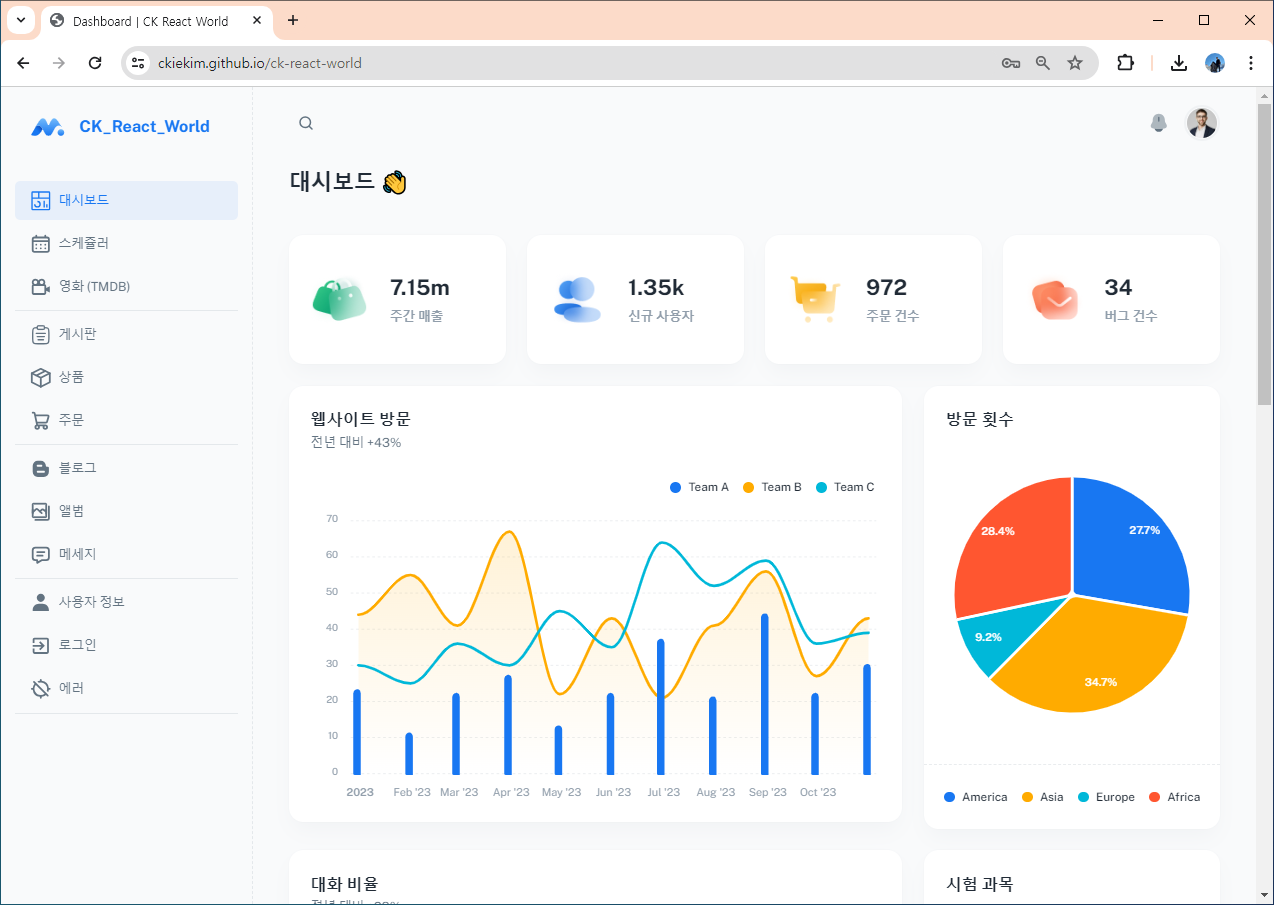 Dashboard | CK React World
ckiekim.github.io/ck-react-world
CK_React_World
대시보드
스케쥴러
영화 (TMDB)
게시판
상품
주문
블로그
앨범
메세지
사용자 정보
로그인
에러
대시보드
7.15m
주간 매출
1.35k
신규 사용자
972
주문 건수
34
버그 건수
웹사이트 방문
전년 대비 +43%
Team A Team B Team C
70
60
50
40
30
20
10
0
2023 Feb '23 Mar '23 Apr '23 May '23 Jun '23 Jul '23 Aug '23 Sep '23 Oct '23
방문 횟수
28.4%
27.7%
9.2%
34.7%
America Asia Europe Africa
대화 비율
시험 과목